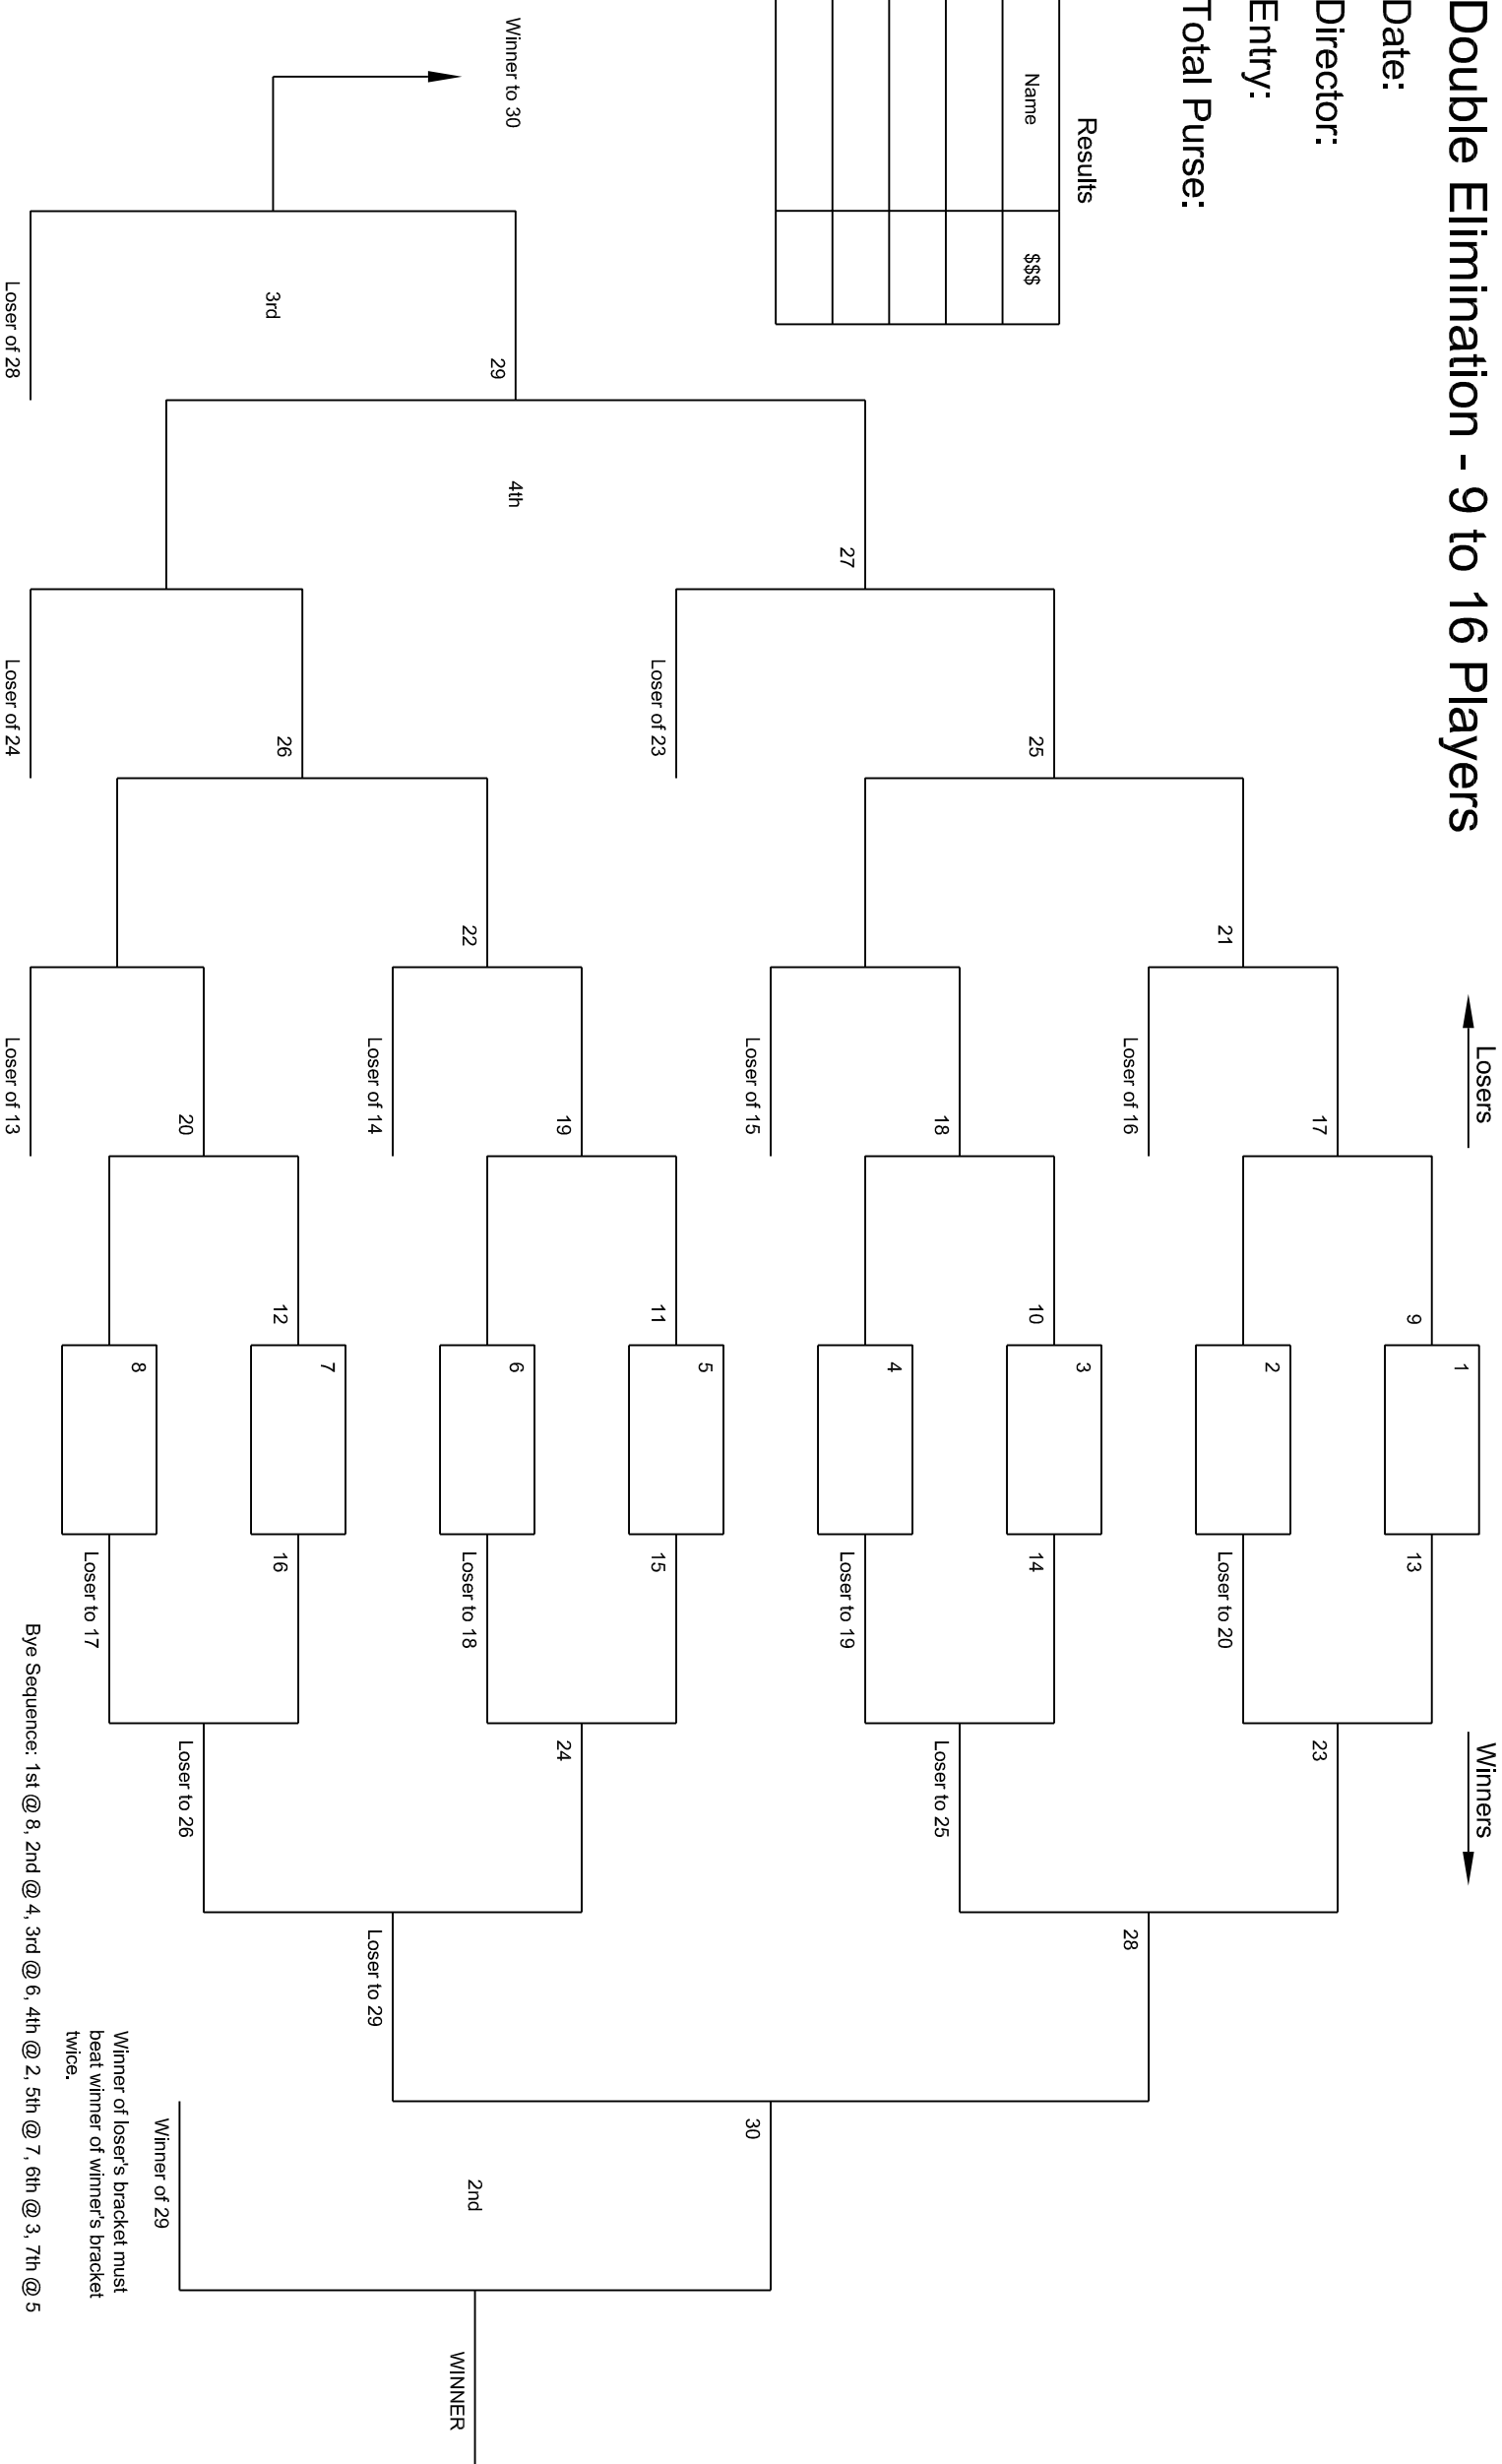 Double Elimination - 9 to 16 Players
Date:
Director:
Entry:
Total Purse:
Results
Name $$$
Losers
Winners
1
9
13
17
23
2
Loser to 20
Loser of 16
21
28
3
10
14
18
Loser to 25
4
Loser to 19
Loser of 15
25
27
Loser of 23
30
5
11
15
19
24
6
Loser to 18
Loser of 14
22
Loser to 29
4th
29
Winner to 30
2nd
WINNER
7
12
16
26
3rd
20
Loser to 26
8
Loser to 17
Winner of 29
Loser of 13
Loser of 24
Loser of 28
Winner of loser's bracket must
beat winner of winner's bracket
twice.
Bye Sequence: 1st @ 8, 2nd @ 4, 3rd @ 6, 4th @ 2, 5th @ 7, 6th @ 3, 7th @ 5